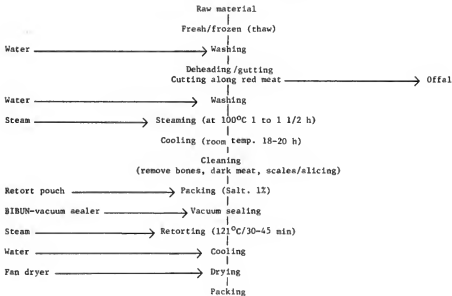 Raw material
Fresh/frozen (thaw)
Water Washing
Deheading/gutting
Cutting along red meat Offal
Water Washing
Steam Steaming (at 100°C 1 to 1 1/2 h)
Cooling (room temp. 18-20 h)
Cleaning
(remove bones, dark meat, scales/slicing)
Retort pouch Packing (Salt. 1%)
BIBUN-vacuum sealer Vacuum sealing
Steam Retorting (121°C/30-45 min)
Water Cooling
Fan dryer Drying
Packing